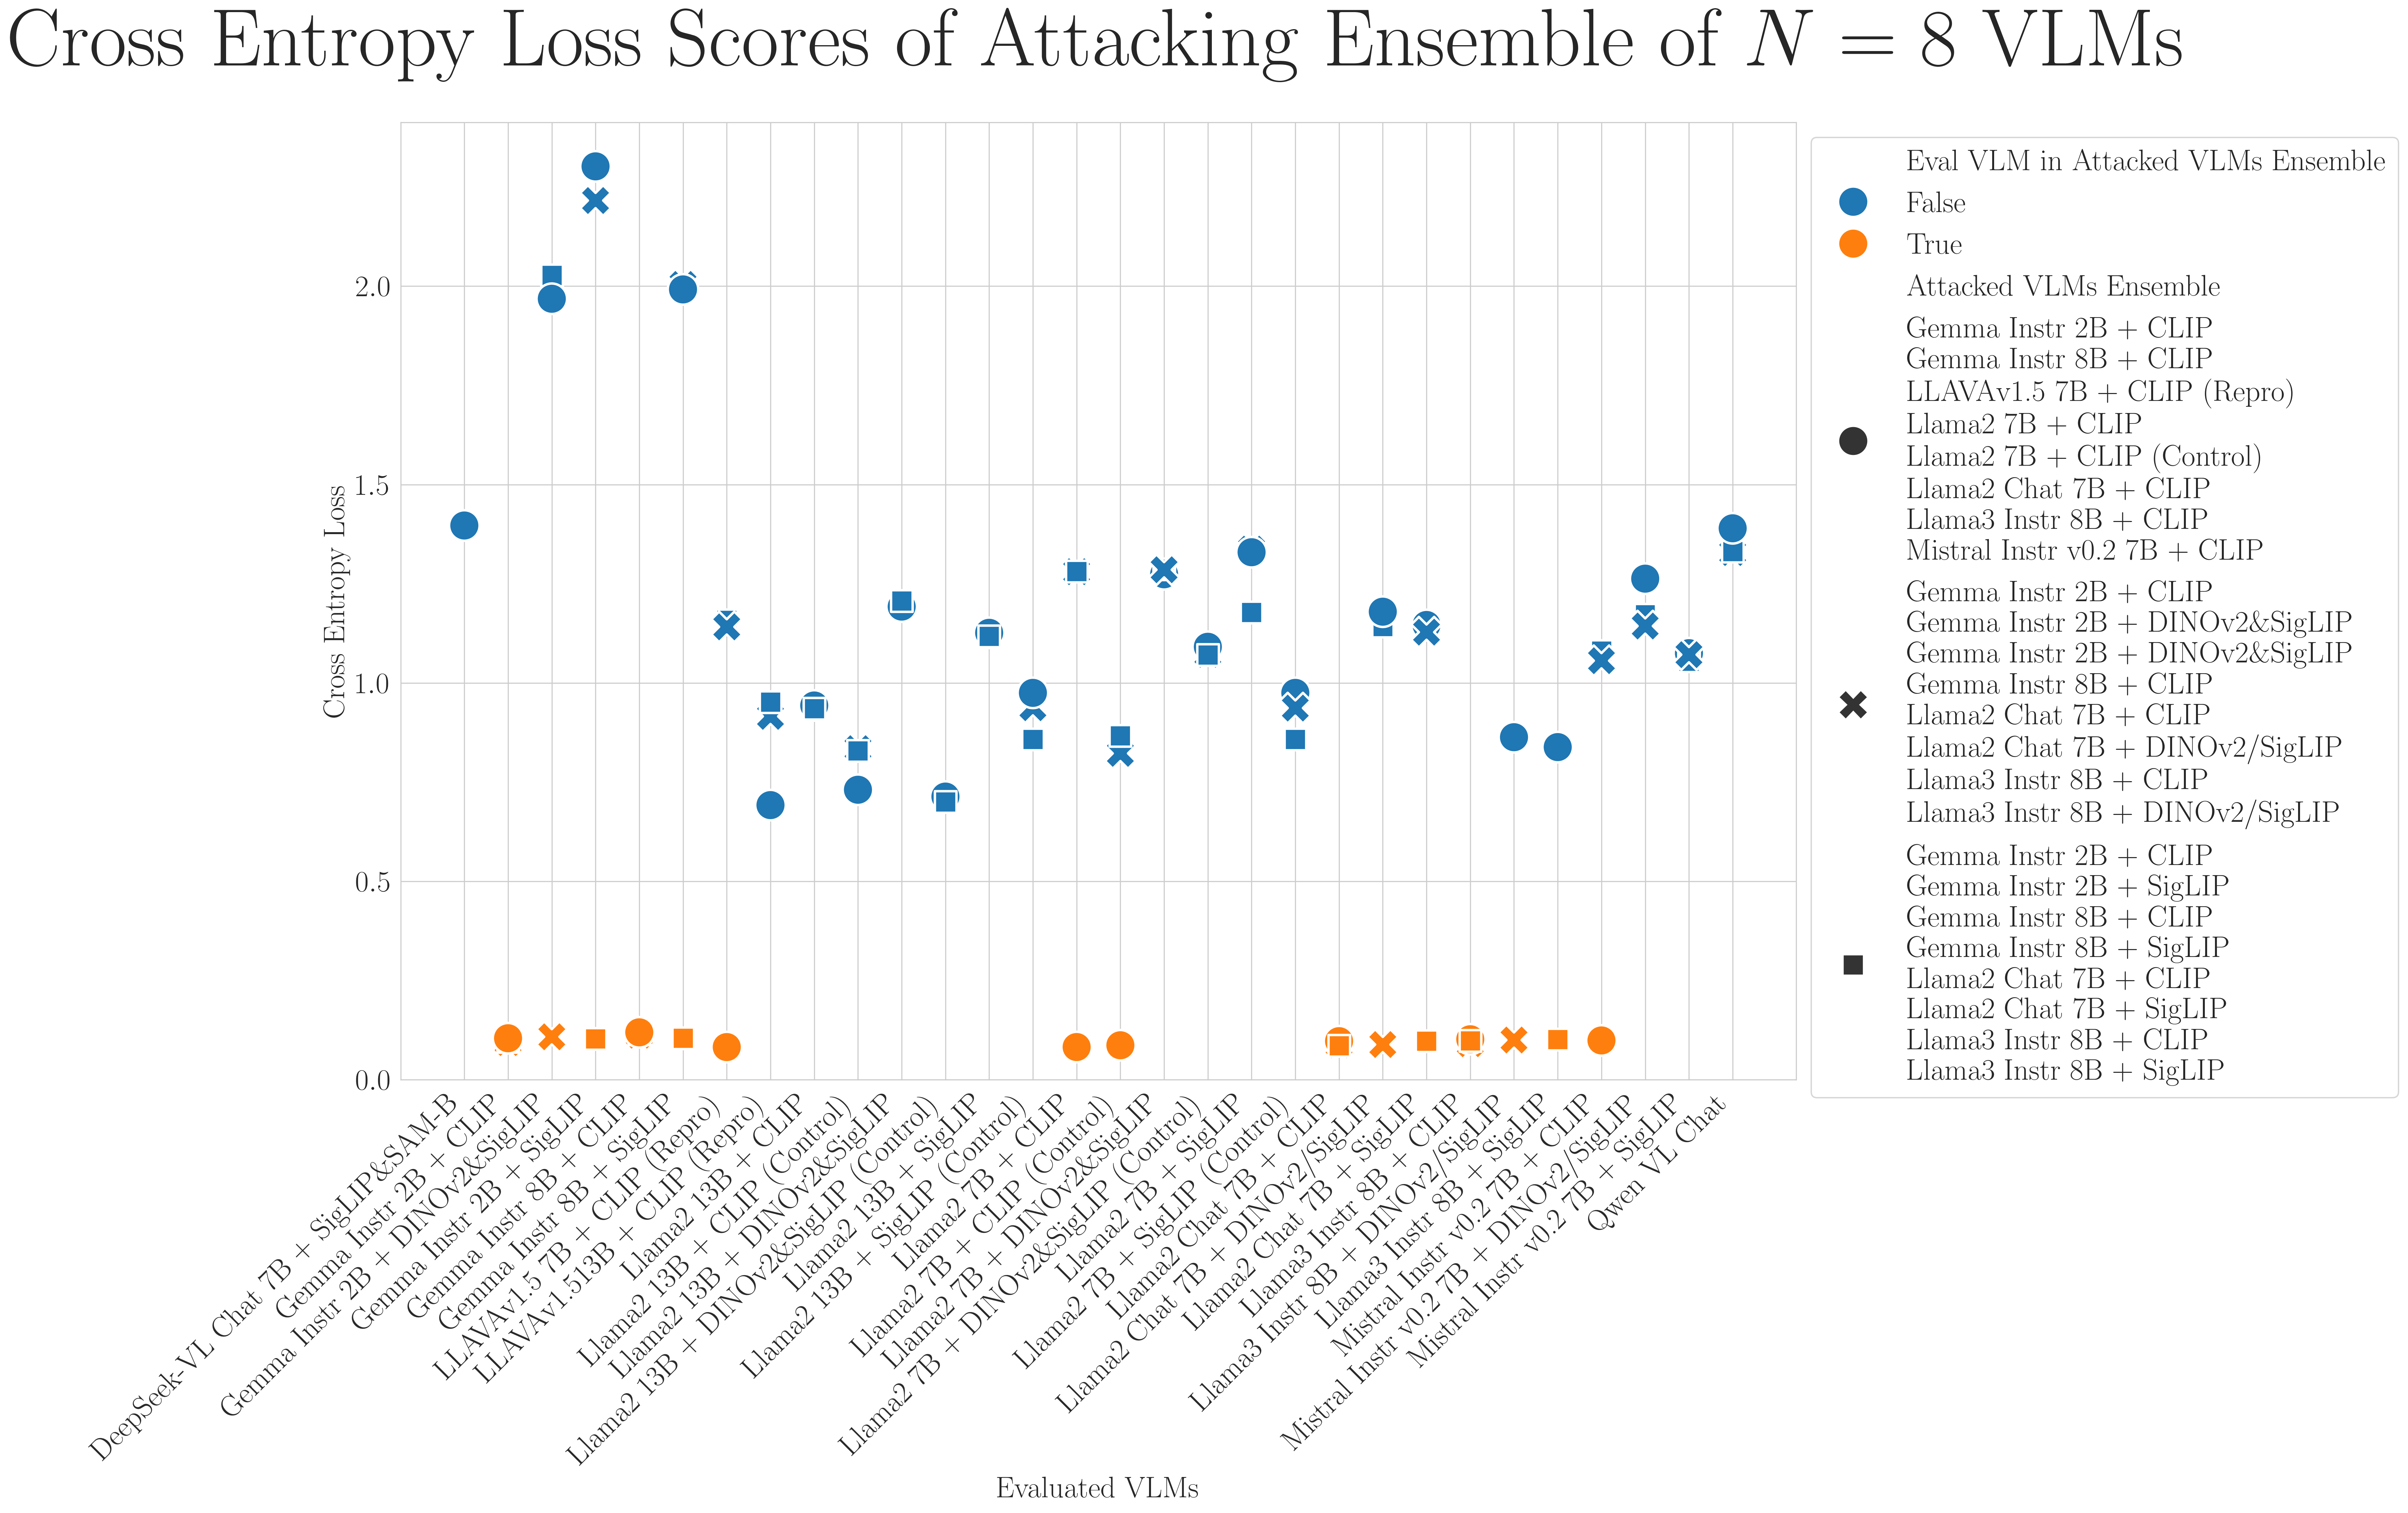 Cross Entropy Loss Scores of Attacking Ensemble of N = 8 VLMs
Cross Entropy Loss
2.0
1.5
1.0
0.5
0.0
DeepSeek-VL Chat 7B + SigLIP&SAM-B
Gemma Instr 2B + CLIP
Gemma Instr 2B + DINOv2&SigLIP
Gemma Instr 2B + SigLIP
Gemma Instr 8B + CLIP
Gemma Instr 8B + SigLIP
LLAVAv1.5 7B + CLIP (Repro)
LLAVAv1.513B + CLIP (Repro)
Llama2 13B + CLIP
Llama2 13B + CLIP (Control)
Llama2 13B + DINOv2&SigLIP
Llama2 13B + DINOv2&SigLIP (Control)
Llama2 13B + SigLIP
Llama2 13B + SigLIP (Control)
Llama2 7B + CLIP
Llama2 7B + CLIP (Control)
Llama2 7B + DINOv2&SigLIP
Llama2 7B + DINOv2&SigLIP (Control)
Llama2 7B + SigLIP
Llama2 7B + SigLIP (Control)
Llama2 Chat 7B + CLIP
Llama2 Chat 7B + DINOv2/SigLIP
Llama2 Chat 7B + SigLIP
Llama3 Instr 8B + CLIP
Llama3 Instr 8B + DINOv2/SigLIP
Llama3 Instr 8B + SigLIP
Mistral Instr v0.2 7B + CLIP
Mistral Instr v0.2 7B + DINOv2/SigLIP
Mistral Instr v0.2 7B + SigLIP
Qwen VL Chat
Evaluated VLMs
Eval VLM in Attacked VLMs Ensemble
False
True
Attacked VLMs Ensemble
Gemma Instr 2B + CLIP
Gemma Instr 8B + CLIP
LLAVAv1.5 7B + CLIP (Repro)
Llama2 7B + CLIP
Llama2 7B + CLIP (Control)
Llama2 Chat 7B + CLIP
Llama3 Instr 8B + CLIP
Mistral Instr v0.2 7B + CLIP
Gemma Instr 2B + CLIP
Gemma Instr 2B + DINOv2&SigLIP
Gemma Instr 2B + DINOv2&SigLIP
Gemma Instr 8B + CLIP
Llama2 Chat 7B + CLIP
Llama2 Chat 7B + DINOv2/SigLIP
Llama3 Instr 8B + CLIP
Llama3 Instr 8B + DINOv2/SigLIP
Gemma Instr 2B + CLIP
Gemma Instr 2B + SigLIP
Gemma Instr 8B + CLIP
Gemma Instr 8B + SigLIP
Llama2 Chat 7B + CLIP
Llama2 Chat 7B + SigLIP
Llama3 Instr 8B + CLIP
Llama3 Instr 8B + SigLIP